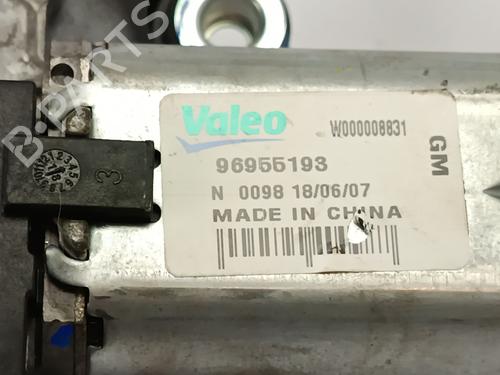 B-PARTS
Valeo
W000008831
96955193
GM
N 0098 18/06/07
MADE IN CHINA
3